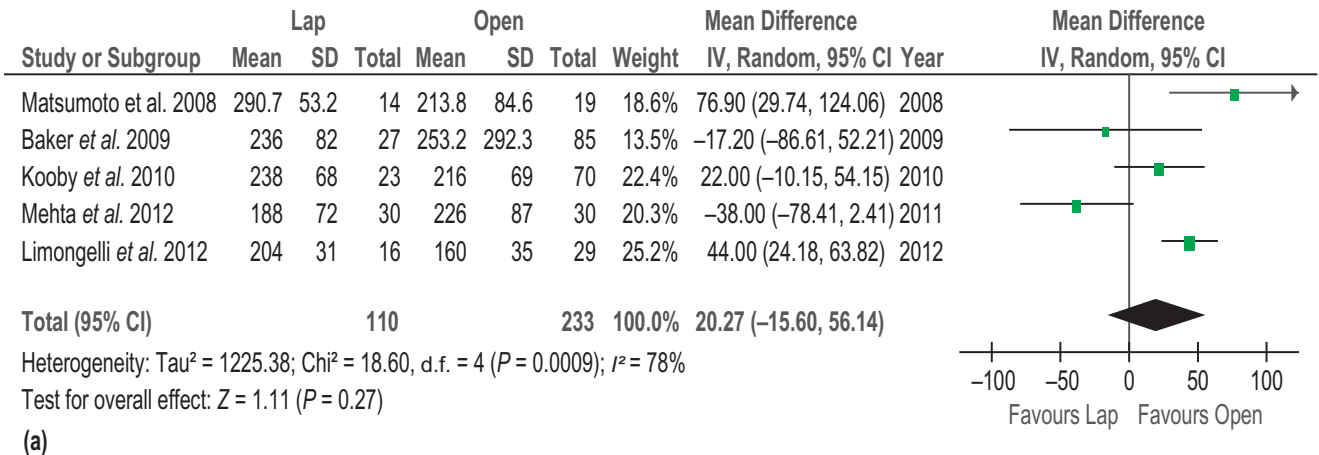 Lap Open Mean Difference Mean Difference
Study or Subgroup Mean SD Total Mean SD Total Weight IV, Random, 95% CI Year IV, Random, 95% CI
Matsumoto et al. 2008 290.7 53.2 14 213.8 84.6 19 18.6% 76.90 (29.74, 124.06) 2008
Baker et al. 2009 236 82 27 253.2 292.3 85 13.5% –17.20 (–86.61, 52.21) 2009
Kooby et al. 2010 238 68 23 216 69 70 22.4% 22.00 (–10.15, 54.15) 2010
Mehta et al. 2012 188 72 30 226 87 30 20.3% –38.00 (–78.41, 2.41) 2011
Limongelli et al. 2012 204 31 16 160 35 29 25.2% 44.00 (24.18, 63.82) 2012
Total (95% CI) 110 233 100.0% 20.27 (–15.60, 56.14)
Heterogeneity: Tau² = 1225.38; Chi² = 18.60, d.f. = 4 (P = 0.0009); I² = 78%
Test for overall effect: Z = 1.11 (P = 0.27)
–100 –50 0 50 100
Favours Lap Favours Open
(a)